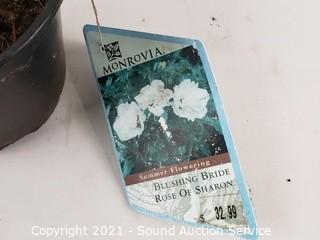 MONROVIA
Summer Flowering
BLUSHING BRIDE
ROSE OF SHARON
$ 32.99
Copyright 2021 - Sound Auction Service